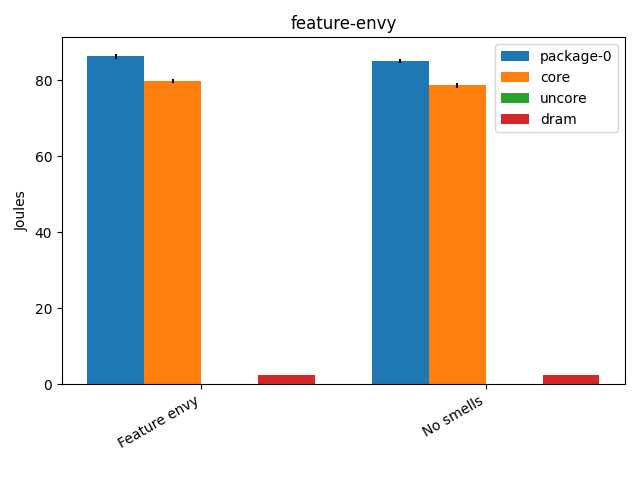 feature-envy
package-0
core
uncore
dram
Joules
80
60
40
20
0
Feature envy
No smells